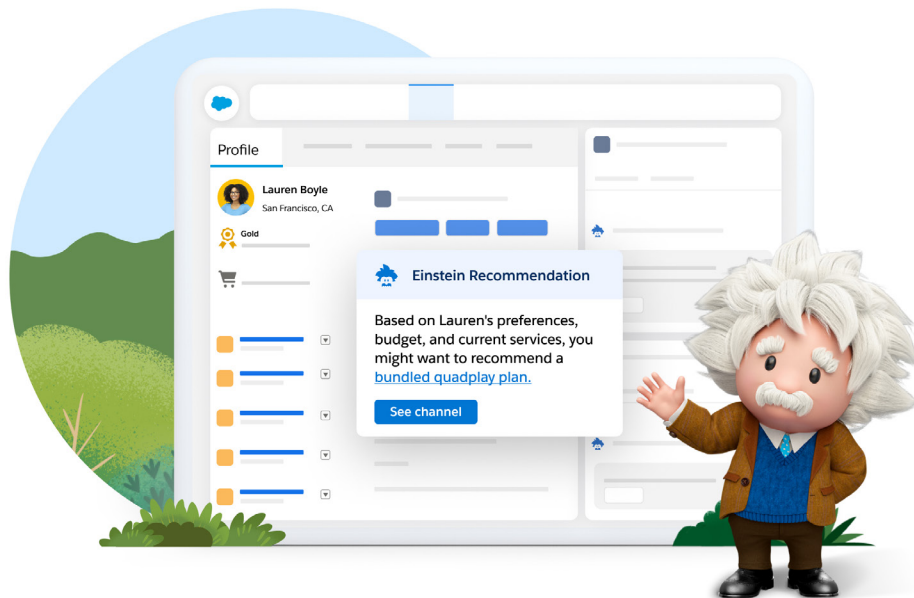 Profile
Lauren Boyle
San Francisco, CA
Gold
Einstein Recommendation
Based on Lauren's preferences,
budget, and current services, you
might want to recommend a
bundled quadplay plan.
See channel